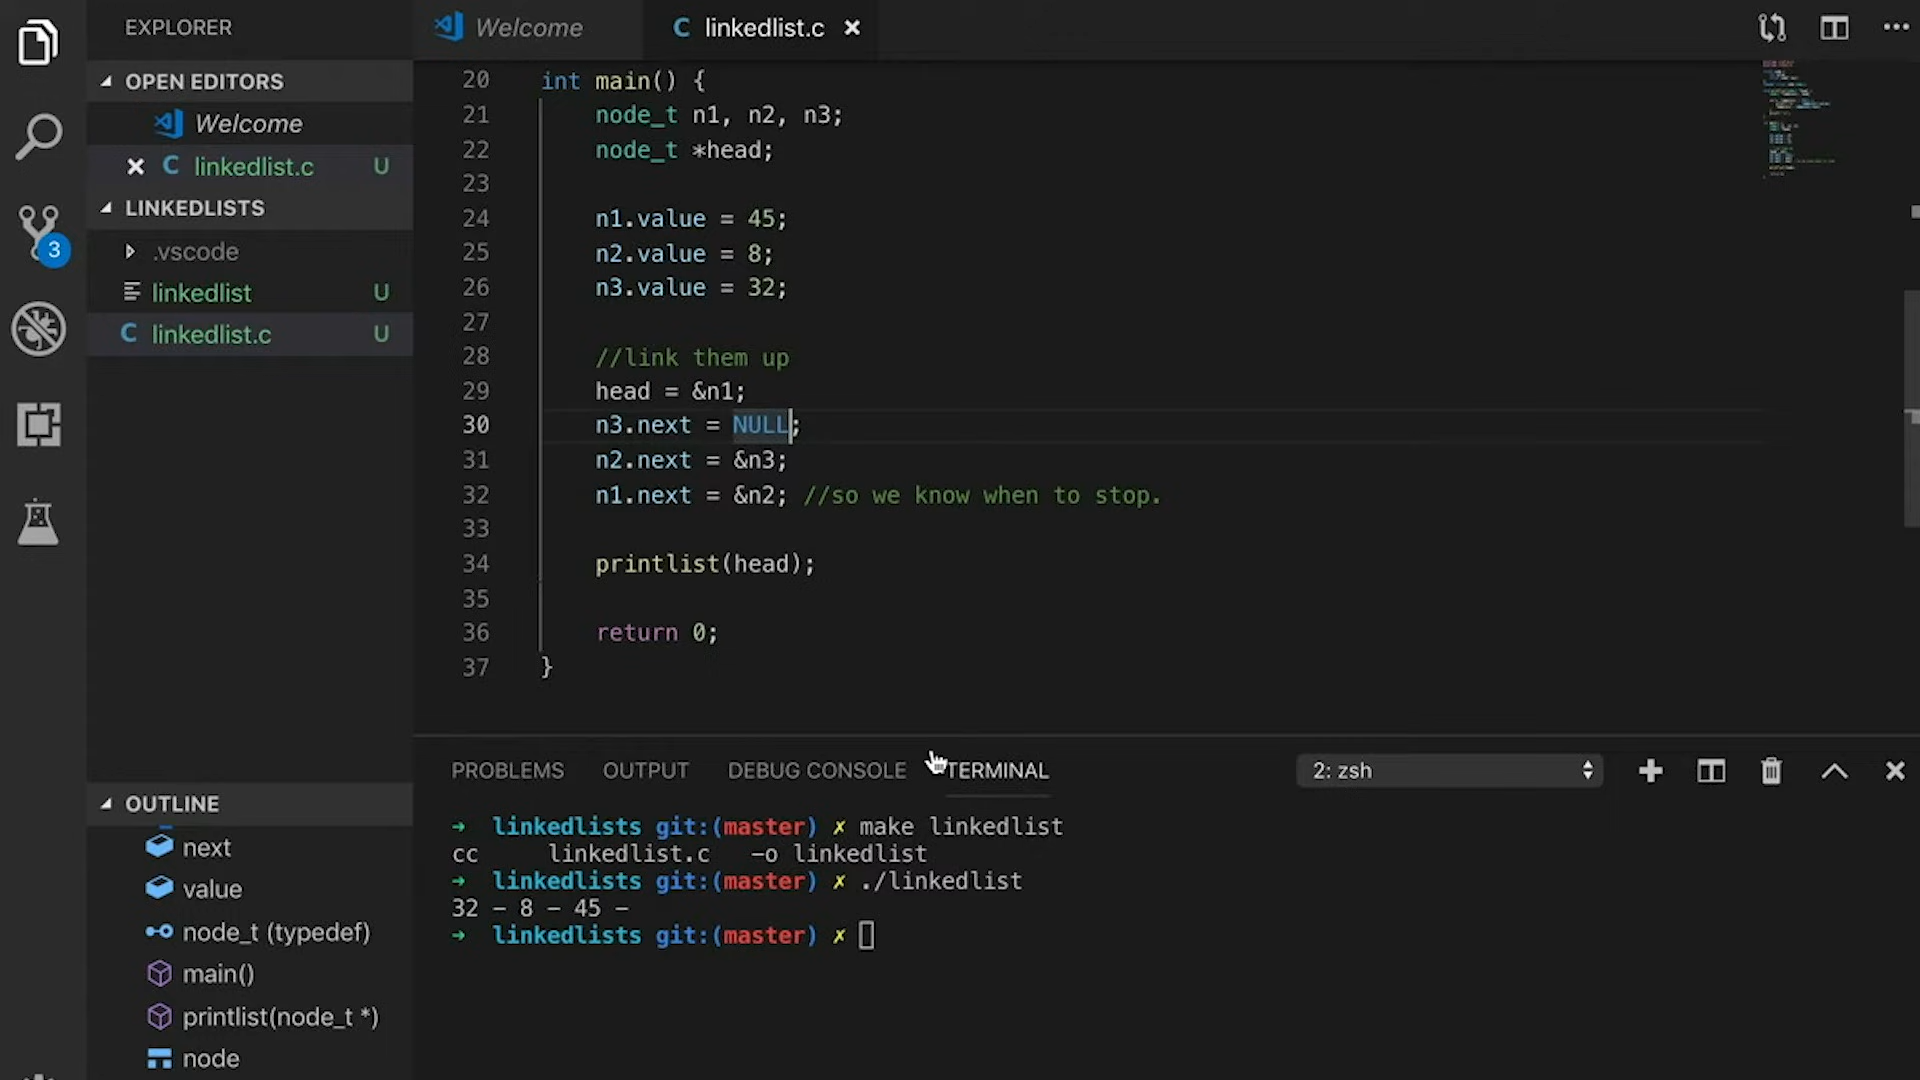 EXPLORER
OPEN EDITORS
Welcome
linkedlist.c U
LINKEDLISTS
.vscode
linkedlist U
C linkedlist.c U
3
OUTLINE
next
value
node_t (typedef)
main()
printlist(node_t *)
node
Welcome
C linkedlist.c
20 int main() {
21 node_t n1, n2, n3;
22 node_t *head;
23
24 n1.value = 45;
25 n2.value = 8;
26 n3.value = 32;
27
28 //link them up
29 head = &n1;
30 n3.next = NULL;
31 n2.next = &n3;
32 n1.next = &n2; //so we know when to stop.
33
34 printlist(head);
35
36 return 0;
37 }
PROBLEMS OUTPUT DEBUG CONSOLE TERMINAL 2: zsh
➜ linkedlists git:(master) ✗ make linkedlist
cc linkedlist.c -o linkedlist
➜ linkedlists git:(master) ✗ ./linkedlist
32 - 8 - 45 -
➜ linkedlists git:(master) ✗